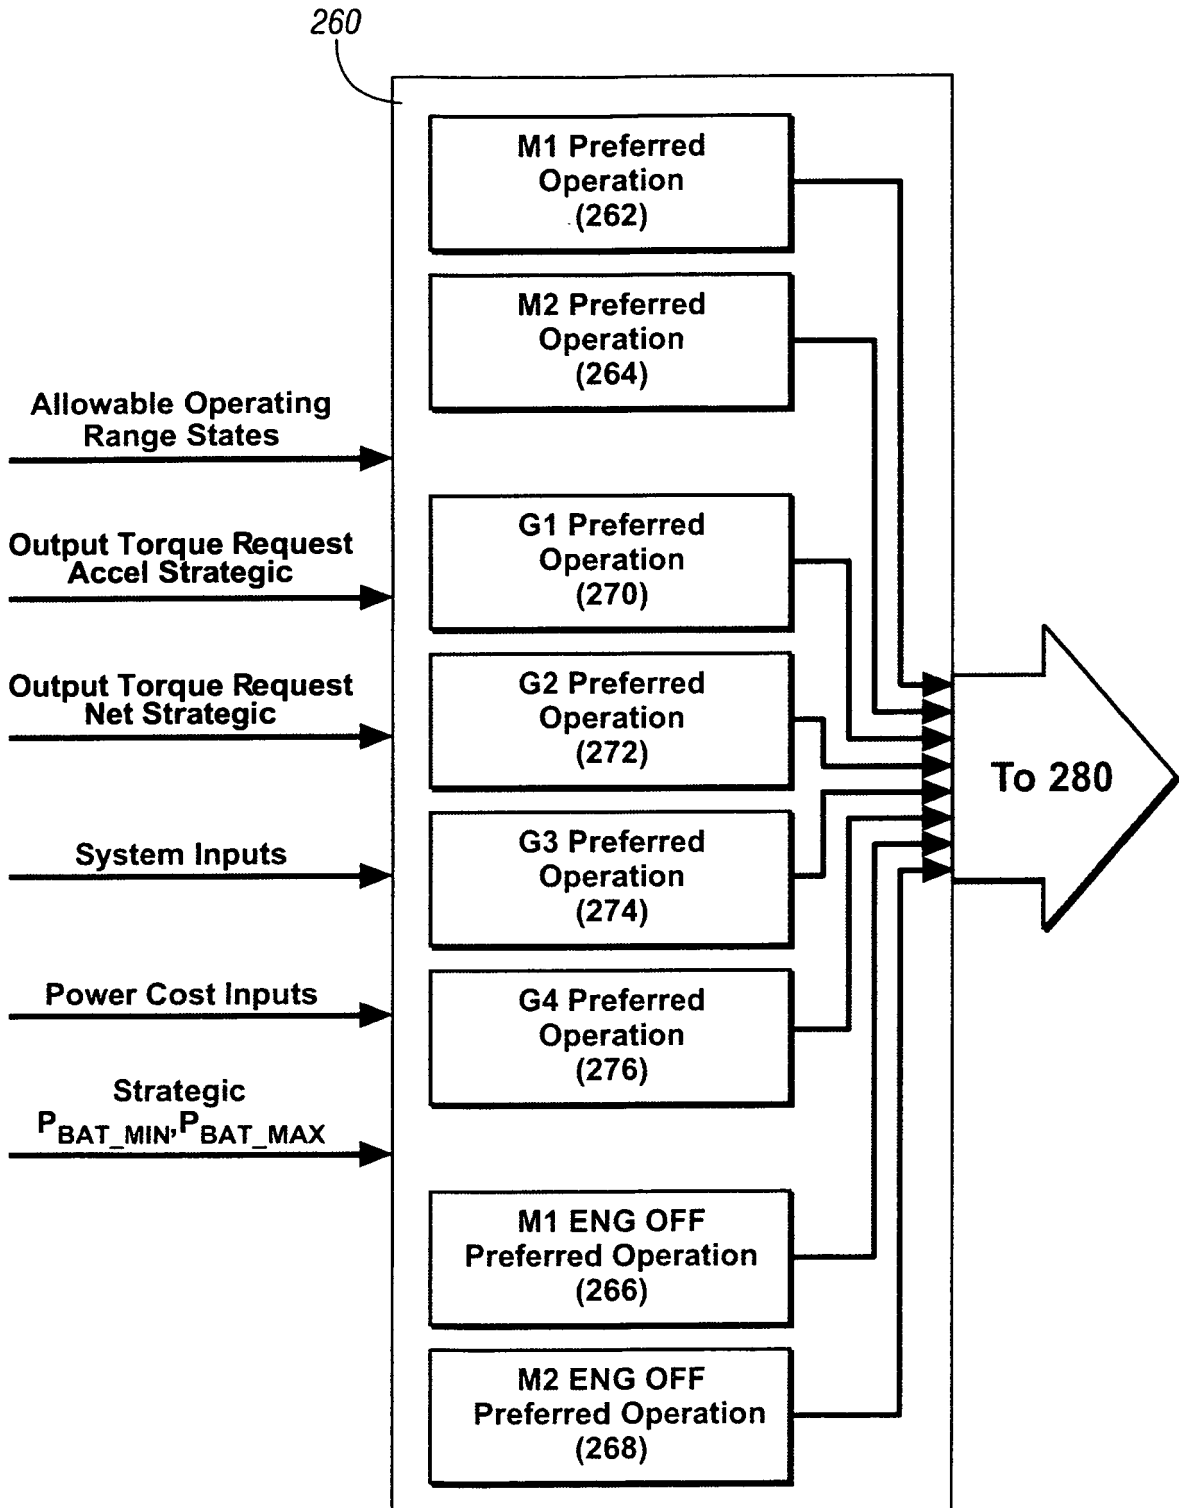 260
M1 Preferred
Operation
(262)
M2 Preferred
Operation
(264)
Allowable Operating
Range States
Output Torque Request
Accel Strategic
Output Torque Request
Net Strategic
System Inputs
Power Cost Inputs
Strategic
P_BAT_MIN, P_BAT_MAX
G1 Preferred
Operation
(270)
G2 Preferred
Operation
(272)
G3 Preferred
Operation
(274)
G4 Preferred
Operation
(276)
M1 ENG OFF
Preferred Operation
(266)
M2 ENG OFF
Preferred Operation
(268)
To 280